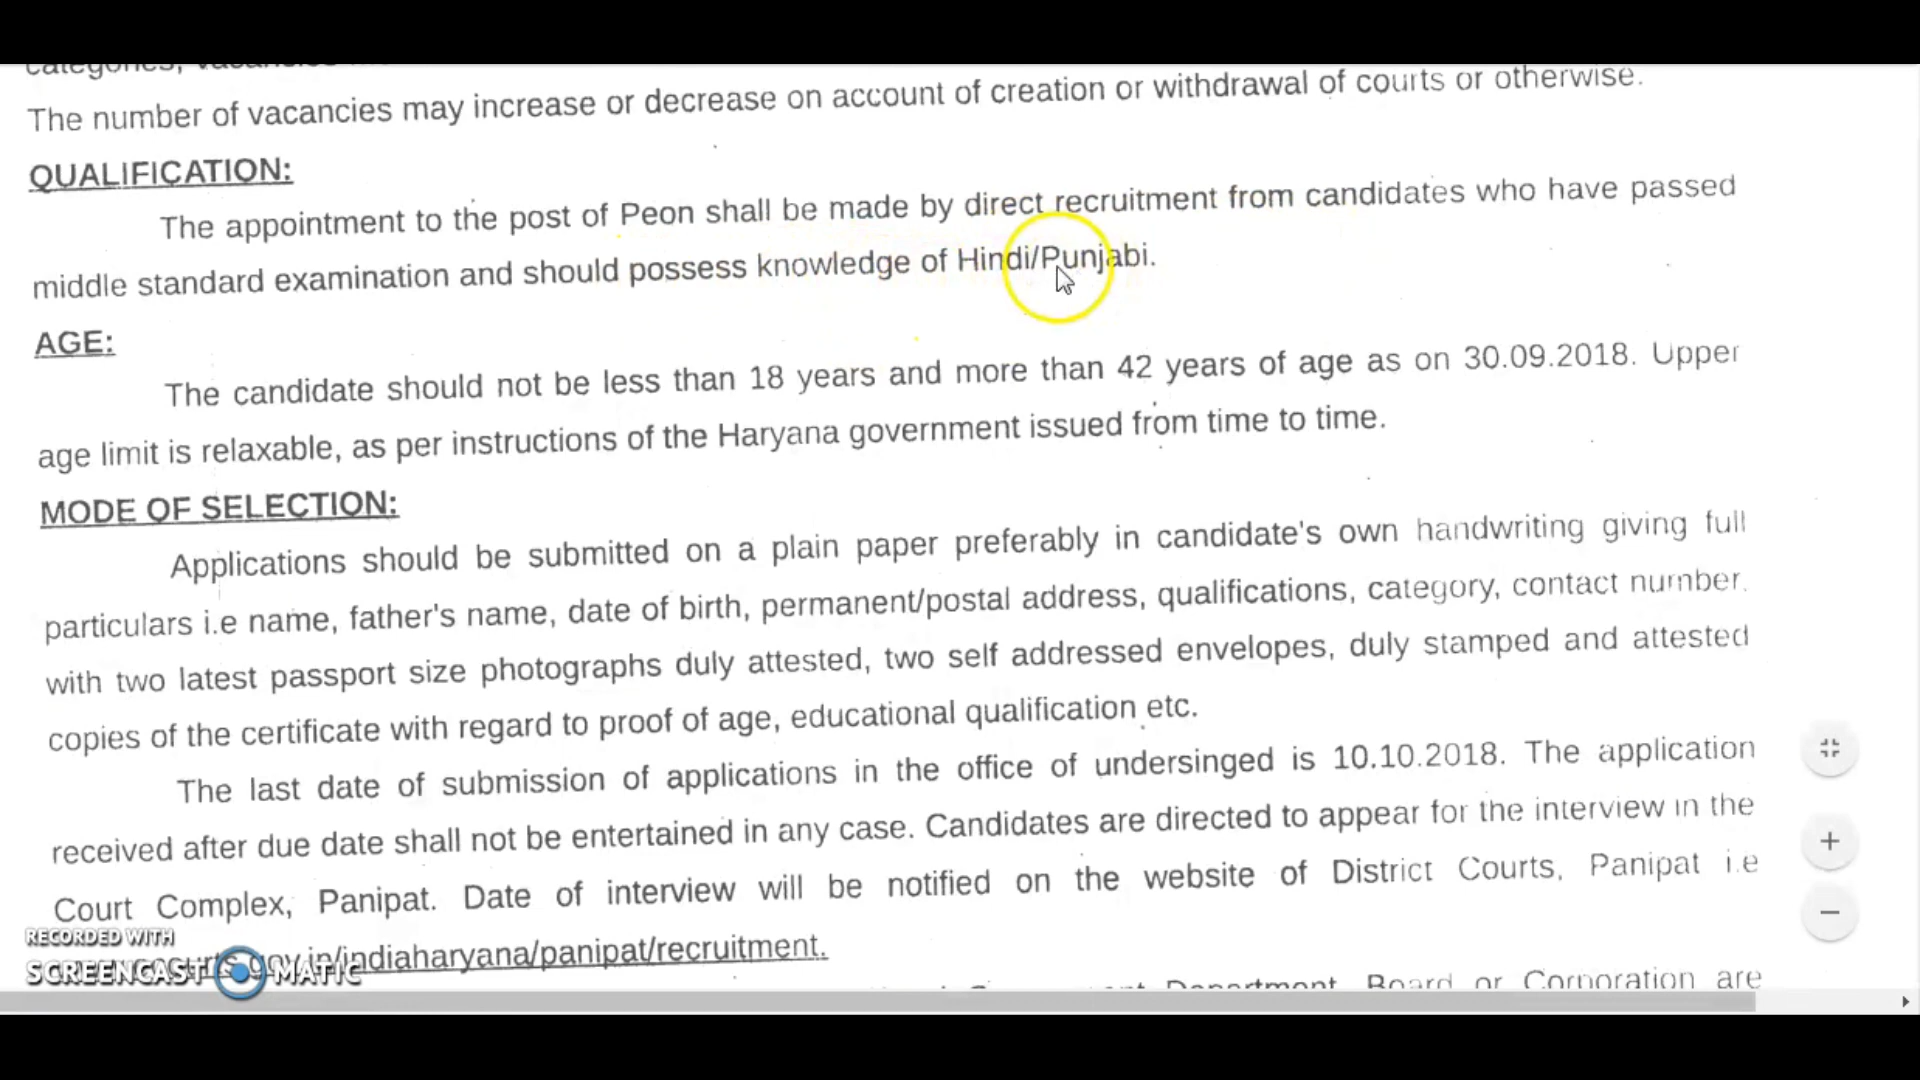 categories, vacancies
The number of vacancies may increase or decrease on account of creation or withdrawal of courts or otherwise.
QUALIFICATION:
The appointment to the post of Peon shall be made by direct recruitment from candidates who have passed
middle standard examination and should possess knowledge of Hindi/Punjabi.
AGE:
The candidate should not be less than 18 years and more than 42 years of age as on 30.09.2018. Upper
age limit is relaxable, as per instructions of the Haryana government issued from time to time.
MODE OF SELECTION:
Applications should be submitted on a plain paper preferably in candidate's own handwriting giving full
particulars i.e name, father's name, date of birth, permanent/postal address, qualifications, category, contact number.
with two latest passport size photographs duly attested, two self addressed envelopes, duly stamped and attested
copies of the certificate with regard to proof of age, educational qualification etc.
The last date of submission of applications in the office of undersinged is 10.10.2018. The application
received after due date shall not be entertained in any case. Candidates are directed to appear for the interview in the
Court Complex, Panipat. Date of interview will be notified on the website of District Courts, Panipat i.e
gov.in/indiaharyana/panipat/recruitment.
Department, Board or Corporation are
RECORDED WITH
SCREENCAST MATIC